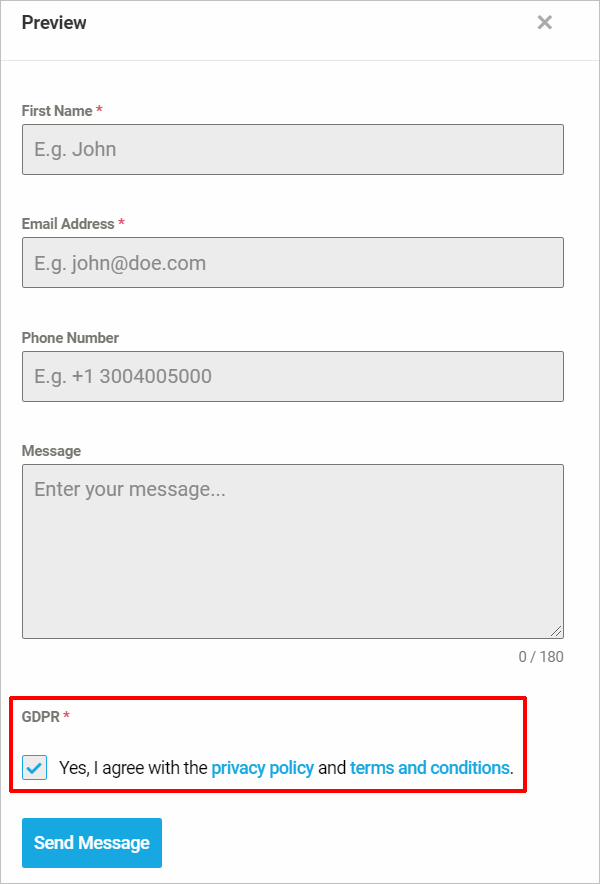 Preview
First Name *
E.g. John
Email Address *
E.g. john@doe.com
Phone Number
E.g. +1 3004005000
Message
Enter your message...
0 / 180
GDPR *
Yes, I agree with the privacy policy and terms and conditions.
Send Message